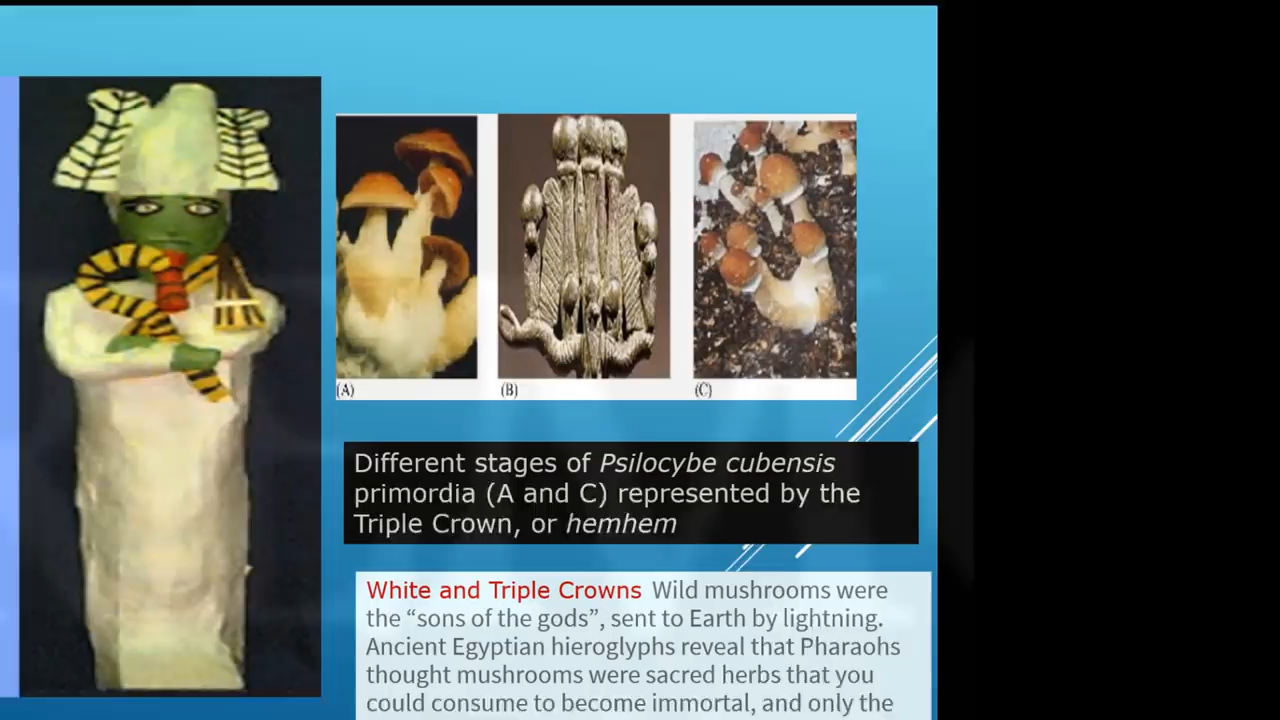 (A)
(B)
(C)
Different stages of Psilocybe cubensis
primordia (A and C) represented by the
Triple Crown, or hemhem
White and Triple Crowns Wild mushrooms were
the “sons of the gods”, sent to Earth by lightning.
Ancient Egyptian hieroglyphs reveal that Pharaohs
thought mushrooms were sacred herbs that you
could consume to become immortal, and only the